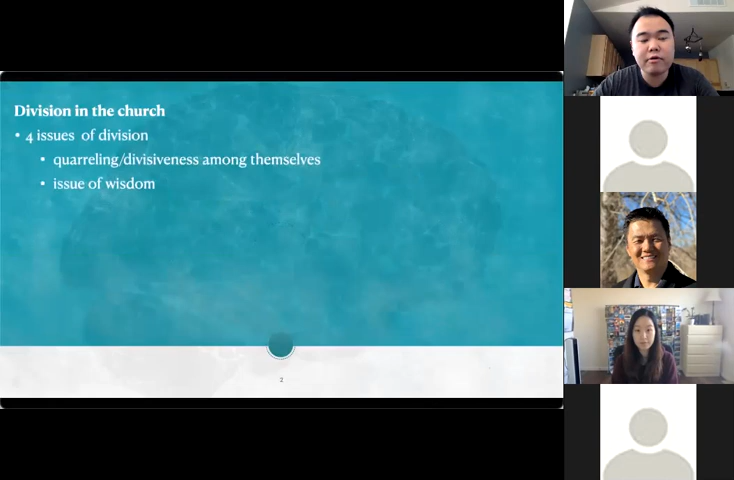 Division in the church
• 4 issues of division
• quarreling/divisiveness among themselves
• issue of wisdom
2